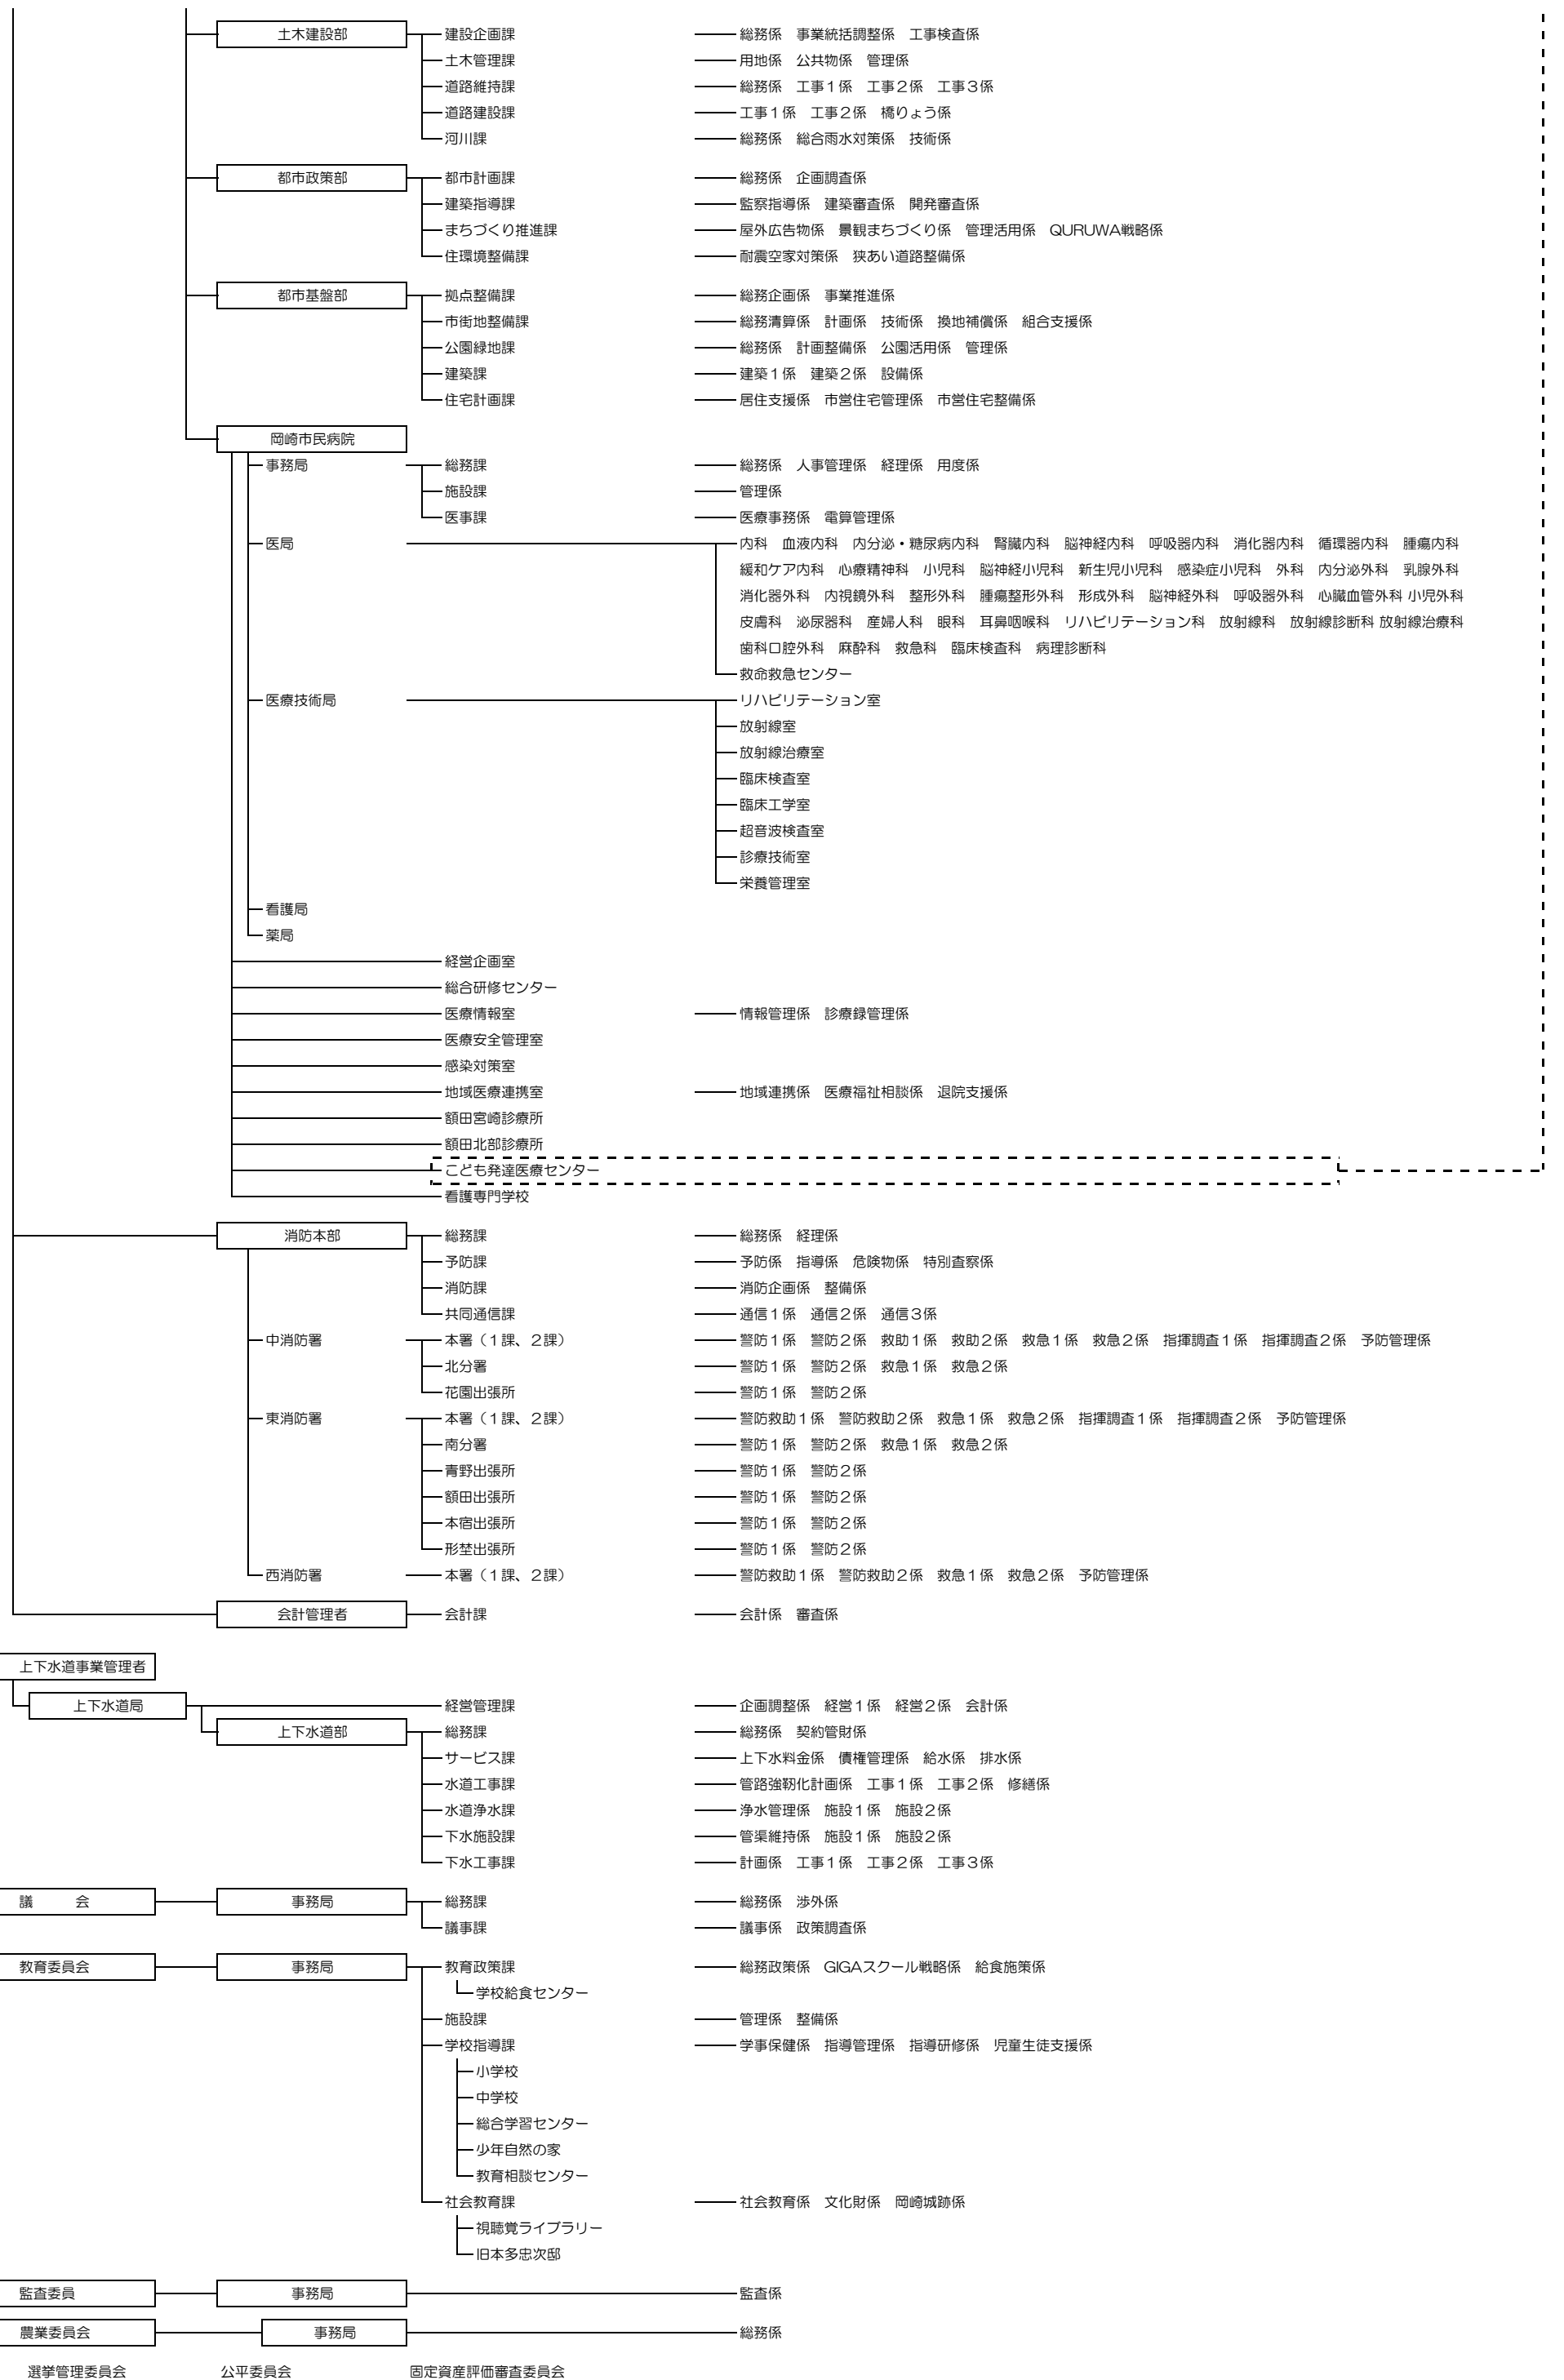 土木建設部 建設企画課 総務係　事業統括調整係　工事検査係
土木管理課 用地係　公共物係　管理係
道路維持課 総務係　工事１係　工事２係　工事３係
道路建設課 工事１係　工事２係　橋りょう係
河川課 総務係　総合雨水対策係　技術係
都市政策部 都市計画課 総務係　企画調査係
建築指導課 監察指導係　建築審査係　開発審査係
まちづくり推進課 屋外広告物係　景観まちづくり係　管理活用係　QURUWA戦略係
住環境整備課 耐震空家対策係　狭あい道路整備係
都市基盤部 拠点整備課 総務企画係　事業推進係
市街地整備課 総務清算係　計画係　技術係　換地補償係　組合支援係
公園緑地課 総務係　計画整備係　公園活用係　管理係
建築課 建築１係　建築２係　設備係
住宅計画課 居住支援係　市営住宅管理係　市営住宅整備係
岡崎市民病院
事務局 総務課 総務係　人事管理係　経理係　用度係
施設課 管理係
医事課 医療事務係　電算管理係
医局 内科　血液内科　内分泌・糖尿病内科　腎臓内科　脳神経内科　呼吸器内科　消化器内科　循環器内科　腫瘍内科
緩和ケア内科　心療精神科　小児科　脳神経小児科　新生児小児科　感染症小児科　外科　内分泌外科　乳腺外科
消化器外科　内視鏡外科　整形外科　腫瘍整形外科　形成外科　脳神経外科　呼吸器外科　心臓血管外科 小児外科
皮膚科　泌尿器科　産婦人科　眼科　耳鼻咽喉科　リハビリテーション科　放射線科　放射線診断科 放射線治療科
歯科口腔外科　麻酔科　救急科　臨床検査科　病理診断科
救命救急センター
医療技術局 リハビリテーション室
放射線室
放射線治療室
臨床検査室
臨床工学室
超音波検査室
診療技術室
栄養管理室
看護局
薬局
経営企画室
総合研修センター
医療情報室 情報管理係　診療録管理係
医療安全管理室
感染対策室
地域医療連携室 地域連携係　医療福祉相談係　退院支援係
額田宮崎診療所
額田北部診療所
こども発達医療センター
看護専門学校
消防本部 総務課 総務係　経理係
予防課 予防係　指導係　危険物係　特別査察係
消防課 消防企画係　整備係
共同通信課 通信１係　通信２係　通信３係
中消防署 本署（１課、２課） 警防１係　警防２係　救助１係　救助２係　救急１係　救急２係　指揮調査１係　指揮調査２係　予防管理係
北分署 警防１係　警防２係　救急１係　救急２係
花園出張所 警防１係　警防２係
東消防署 本署（１課、２課） 警防救助１係　警防救助２係　救急１係　救急２係　指揮調査１係　指揮調査２係　予防管理係
南分署 警防１係　警防２係　救急１係　救急２係
青野出張所 警防１係　警防２係
額田出張所 警防１係　警防２係
本宿出張所 警防１係　警防２係
形埜出張所 警防１係　警防２係
西消防署 本署（１課、２課） 警防救助１係　警防救助２係　救急１係　救急２係　予防管理係
会計管理者 会計課 会計係　審査係
上下水道事業管理者
上下水道局 経営管理課 企画調整係　経営１係　経営２係　会計係
上下水道部 総務課 総務係　契約管財係
サービス課 上下水料金係　債権管理係　給水係　排水係
水道工事課 管路強靭化計画係　工事１係　工事２係　修繕係
水道浄水課 浄水管理係　施設１係　施設２係
下水施設課 管渠維持係　施設１係　施設２係
下水工事課 計画係　工事１係　工事２係　工事３係
議　　　会 事務局 総務課 総務係　渉外係
議事課 議事係　政策調査係
教育委員会 事務局 教育政策課 総務政策係　GIGAスクール戦略係　給食施策係
学校給食センター
施設課 管理係　整備係
学校指導課 学事保健係　指導管理係　指導研修係　児童生徒支援係
小学校
中学校
総合学習センター
少年自然の家
教育相談センター
社会教育課 社会教育係　文化財係　岡崎城跡係
視聴覚ライブラリー
旧本多忠次邸
監査委員 事務局 監査係
農業委員会 事務局 総務係
選挙管理委員会 公平委員会 固定資産評価審査委員会